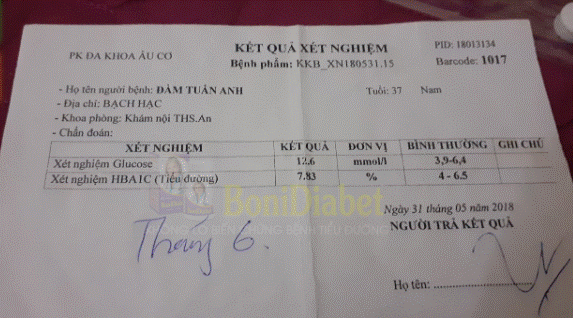 PK ĐA KHOA ÂU CƠ
KẾT QUẢ XÉT NGHIỆM
PID: 18013134
Bệnh phẩm: KKB_XN180531.15
Barcode: 1017
- Họ tên người bệnh: ĐÀM TUẤN ANH
Tuổi: 37 Nam
- Địa chỉ: BẠCH HẠC
- Khoa phòng: Khám nội THS.An
- Chẩn đoán:
XÉT NGHIỆM KẾT QUẢ ĐƠN VỊ BÌNH THƯỜNG GHI CHÚ
Xét nghiệm Glucose 12,6 mmol/l 3,9-6,4
Xét nghiệm HBA1C (Tiểu đường) 7.83 % 4 - 6.5
BoniDiabet
Ngày 31 tháng 05 năm 2018
NGƯỜI TRẢ KẾT QUẢ
Tháng 6.
Họ tên: